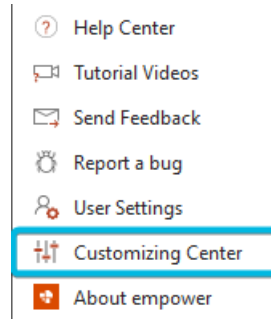 Help Center
Tutorial Videos
Send Feedback
Report a bug
User Settings
Customizing Center
About empower